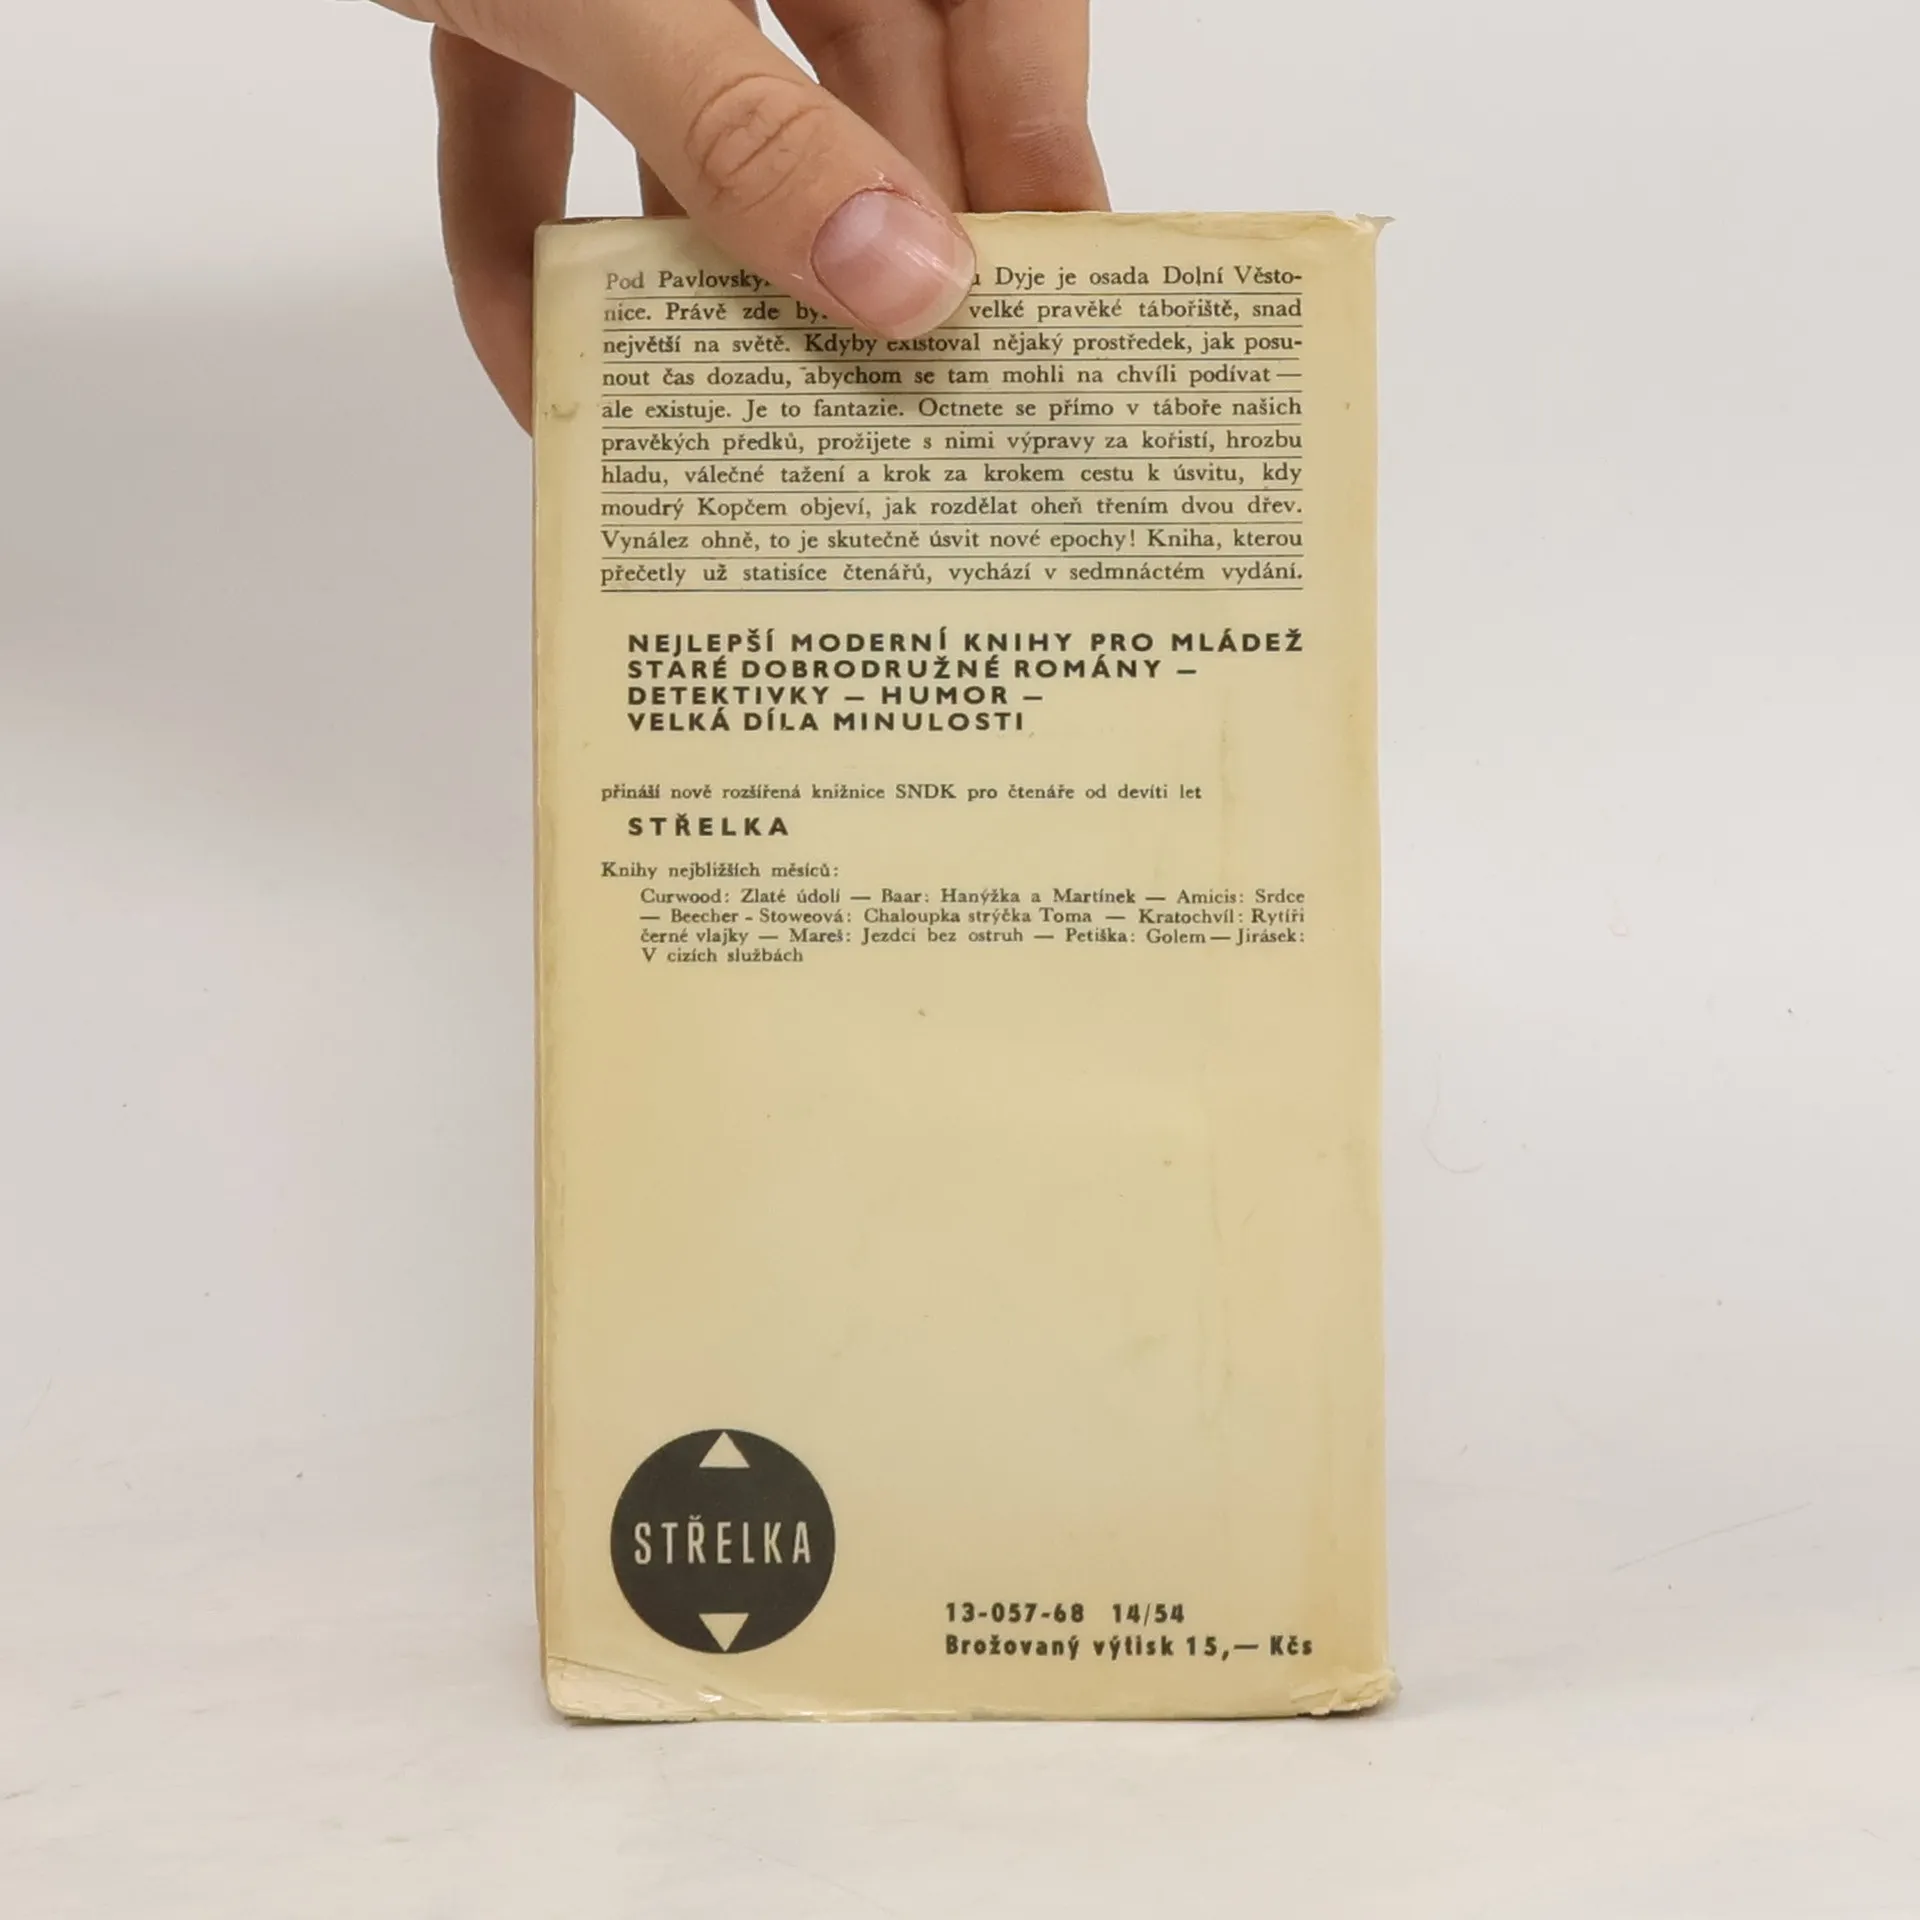 Pod Dyje je osada Dolní Věsto-
nice. Právě zde velké pravěké tábořiště, snad
největší na světě. Kdyby existoval nějaký prostředek, jak posu-
nout čas dozadu, abychom se tam mohli na chvíli podívat —
ale existuje. Je to fantazie. Octnete se přímo v táboře našich
pravěkých předků, prožijete s nimi výpravy za kořistí, hrozbu
hladu, válečné tažení a krok za krokem cestu k úsvitu, kdy
moudrý Kopčem objeví, jak rozdělat oheň třením dvou dřev.
Vynález ohně, to je skutečně úsvit nové epochy! Kniha, kterou
přečetly už statisíce čtenářů, vychází v sedmnáctém vydání.
NEJLEPŠÍ MODERNÍ KNIHY PRO MLÁDEŽ
STARÉ DOBRODRUŽNÉ ROMÁNY —
DETEKTIVKY — HUMOR —
VELKÁ DÍLA MINULOSTI
přináší nově rozšířená knižnice SNDK pro čtenáře od devíti let
STŘELKA
Knihy nejbližších měsíců:
Curwood: Zlaté údolí — Baar: Hanýžka a Martínek — Amicis: Srdce
— Beecher - Stoweová: Chaloupka strýčka Toma — Kratochvíl: Rytíři
černé vlajky — Mareš: Jezdci bez ostruh — Petiška: Golem — Jirásek:
V cizích službách
STŘELKA
13-057-68 14/54
Brožovaný výtisk 15,— Kčs